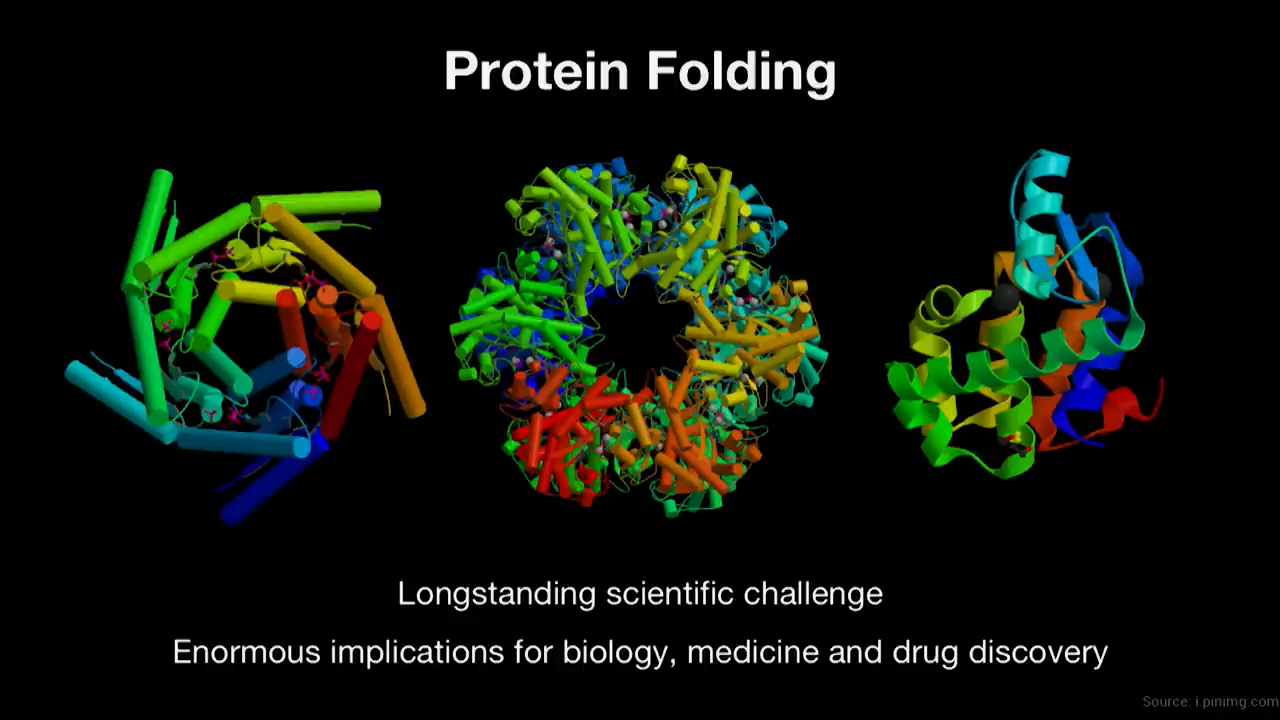 Protein Folding
Longstanding scientific challenge
Enormous implications for biology, medicine and drug discovery
Source: i.pinimg.com